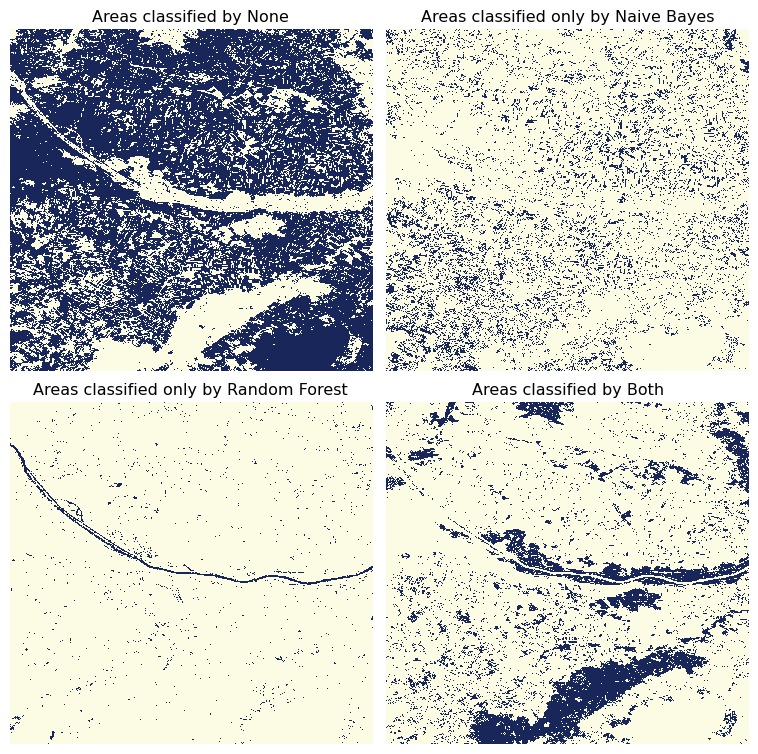 Areas classified by None
Areas classified only by Naive Bayes
Areas classified only by Random Forest
Areas classified by Both